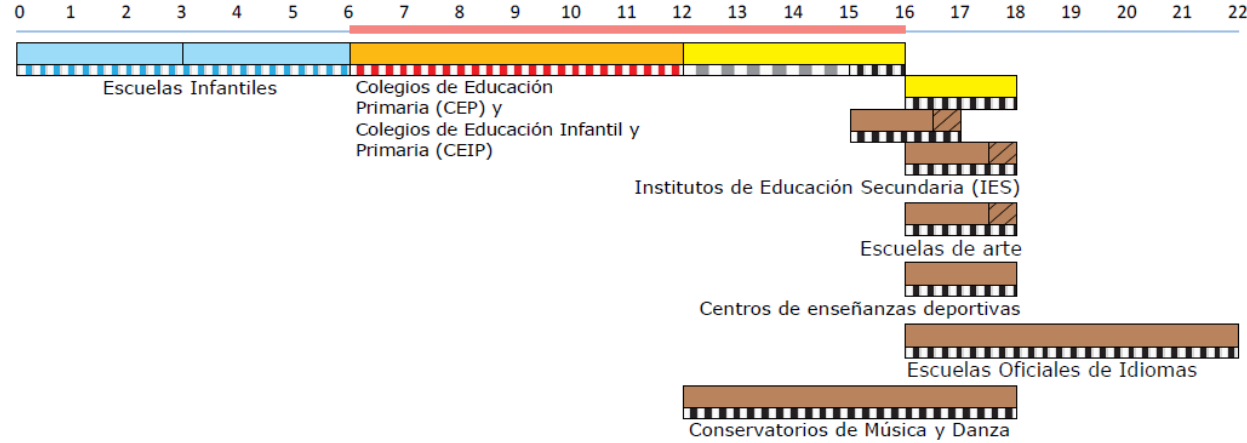 0 1 2 3 4 5 6 7 8 9 10 11 12 13 14 15 16 17 18 19 20 21 22
Escuelas Infantiles
Colegios de Educación
Primaria (CEP) y
Colegios de Educación Infantil y
Primaria (CEIP)
Institutos de Educación Secundaria (IES)
Escuelas de arte
Centros de enseñanzas deportivas
Escuelas Oficiales de Idiomas
Conservatorios de Música y Danza